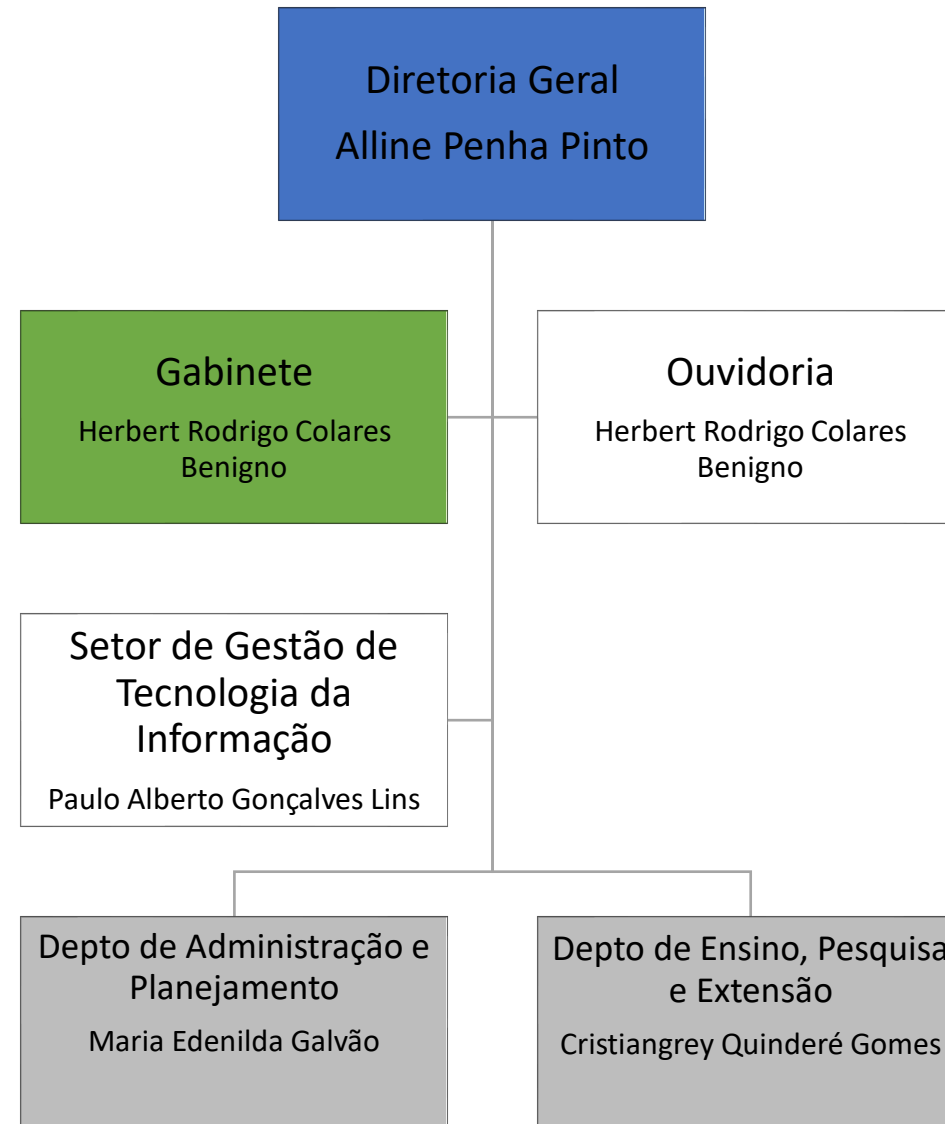 Diretoria Geral
Alline Penha Pinto
Gabinete
Herbert Rodrigo Colares
Benigno
Ouvidoria
Herbert Rodrigo Colares
Benigno
Setor de Gestão de
Tecnologia da
Informação
Paulo Alberto Gonçalves Lins
Depto de Administração e
Planejamento
Maria Edenilda Galvão
Depto de Ensino, Pesquisa
e Extensão
Cristiangrey Quinderé Gomes